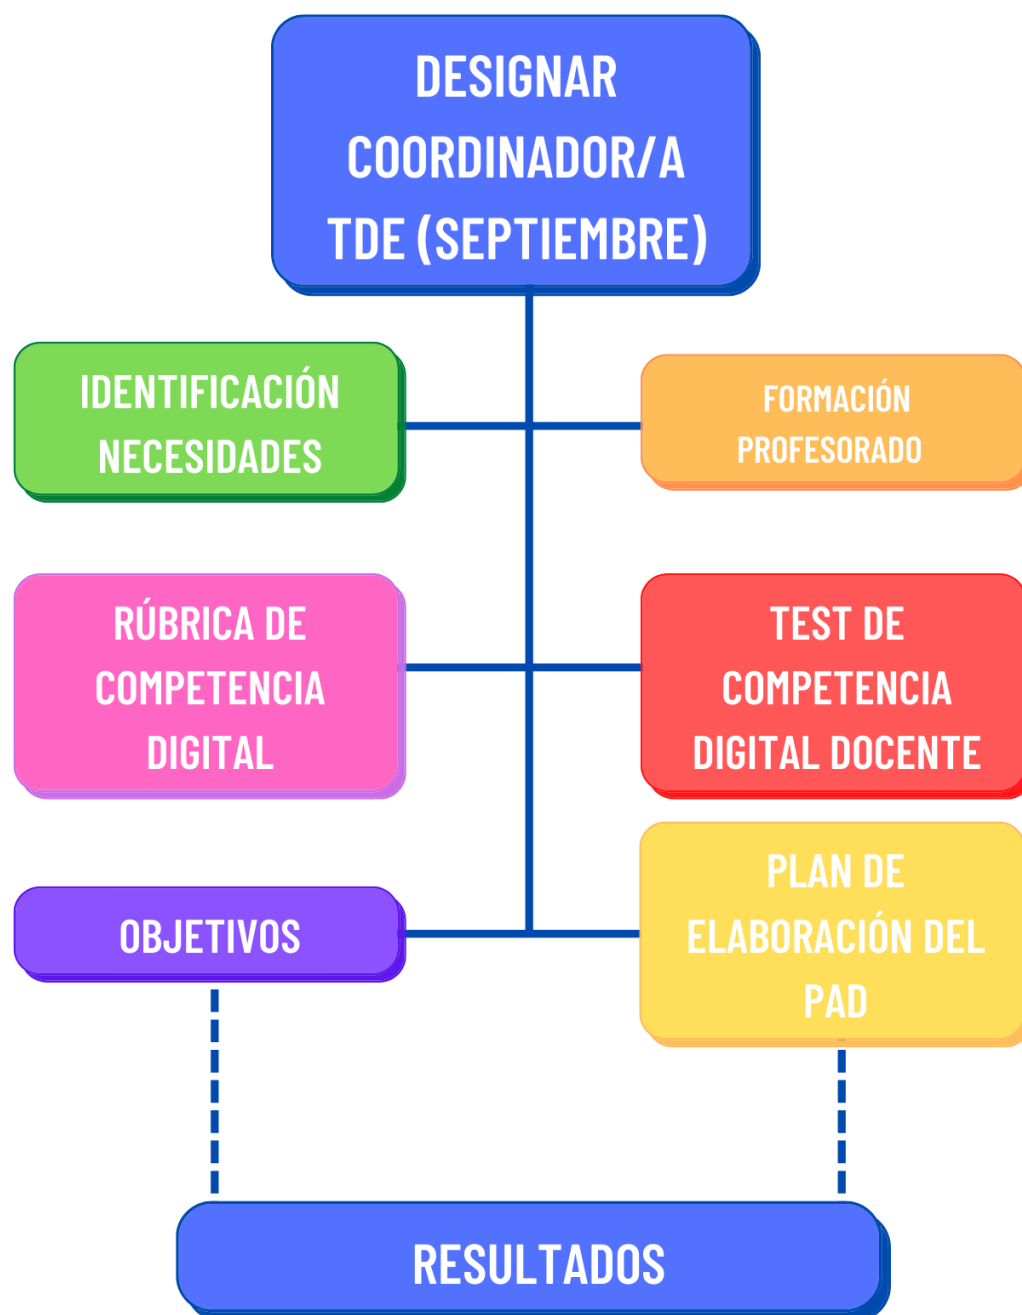 DESIGNAR
COORDINADOR/A
TDE (SEPTIEMBRE)
IDENTIFICACIÓN
NECESIDADES
FORMACIÓN
PROFESORADO
RÚBRICA DE
COMPETENCIA
DIGITAL
TEST DE
COMPETENCIA
DIGITAL DOCENTE
OBJETIVOS
PLAN DE
ELABORACIÓN DEL
PAD
RESULTADOS